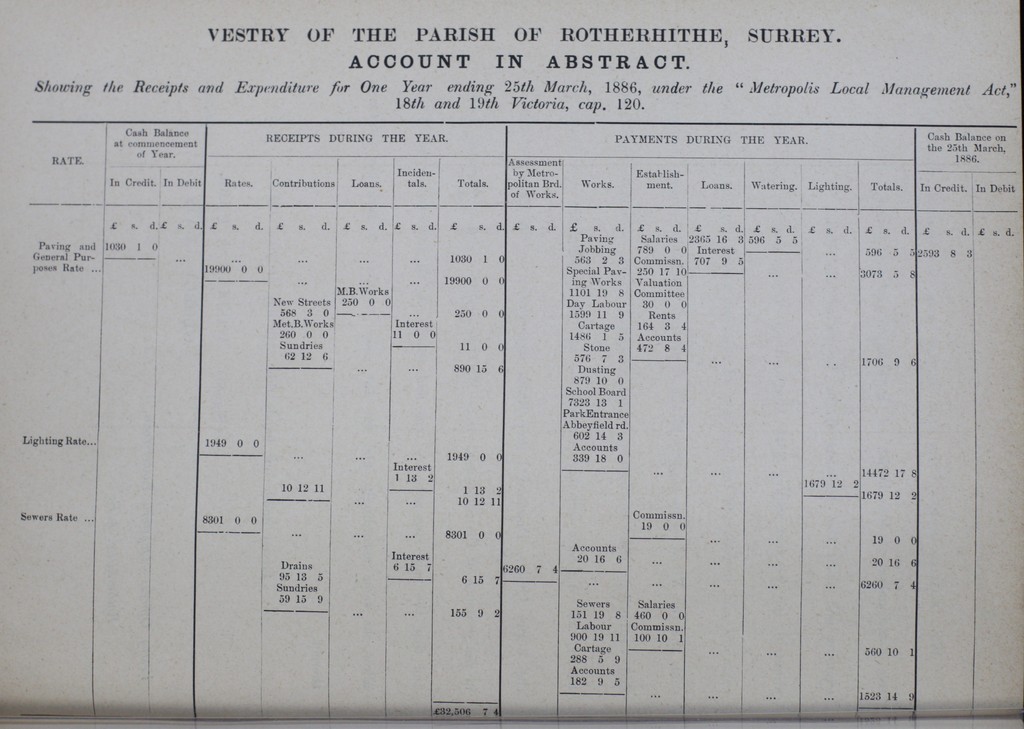 VESTRY OF THE PARISH OF ROTHERHITHE, SURREY.
ACCOUNT IN ABSTRACT.
Showing the Receipts and Expenditure for One Year ending 25th March, 1886, under the " Metropolis Local Management Act,"
18th and 19th Victoria, cap. 120.
RATE. Cash Balance at commencement of Year. RECEIPTS DURING THE YEAR. PAYMENTS DURING THE YEAR. Cash Balance on the 25th March, 1886.
In Credit. In Debit Rates. Contributions Loans. Inciden- tals. Totals. Assessment by Metro- politan Brd. of Works. Works. Establish- ment. Loans. Watering. Lighting. Totals. In Credit. In Debit
£ s. d. £ s. d. £ s. d. £ s. d. £ s. d. £ s. d. £ s. d. £ s. d. £ s. d. £ s. d. £ s. d. £ s. d. £ s. d. £ s. d. £ s. d. £ s. d.
Paving Salaries 2365 16 3 596 5 5
Paving and 1030 1 0 Jobbing 789 0 0 Interest ... 596 5 5 2593 8 3
General Pur- ... ... ... ... ... 1030 1 0 563 2 3 Commissn. 707 9 5
poses Rate ... 19900 0 0 Special Pav- 250 17 10 ... ... 3073 5 8
... ... ... 19900 0 0 ing Works Valuation
M.B.Works 1101 19 8 Committee
New Streets 250 0 0 Day Labour 30 0 0
568 3 0 ... 250 0 0 1599 11 9 Rents
Met.B.Works Interest Cartage 164 3 4
260 0 0 11 0 0 1486 1 5 Accounts
Sundries 11 0 0 Stone 472 8 4
62 12 6 576 7 3 ... ... . . 1706 9 6
... ... 890 15 6 Dusting
879 10 0
School Board
7323 13 1
ParkEntrance
Abbeyfield rd.
Lighting Rate... 1949 0 0 602 14 3
... ... ... 1949 0 0 Accounts
339 18 0
Interest ... ... ... ... 14472 17 8
1 13 2 1679 12 2
10 12 11 1 13 2 1679 12 2
... ... 10 12 11
Sewers Rate ... 8301 0 0 Commissn.
19 0 0
... ... ... 8301 0 0 ... ... ... 19 0 0
Accounts
Interest 20 16 6 ... ... ... 20 16 6
Drains 6 15 7 6260 7 4
95 13 5 6 15 7 ... ... ... ... ... 6260 7 4
Sundries
59 15 9
Sewers Salaries
... ... 155 9 2 151 19 8 460 0 0
Labour Commissn.
900 19 11 100 10 1
Cartage ... ... ... 560 10 1
288 5 9
Accounts
182 9 5
... ... ... ... 1523 14 9
£32,506 7 4